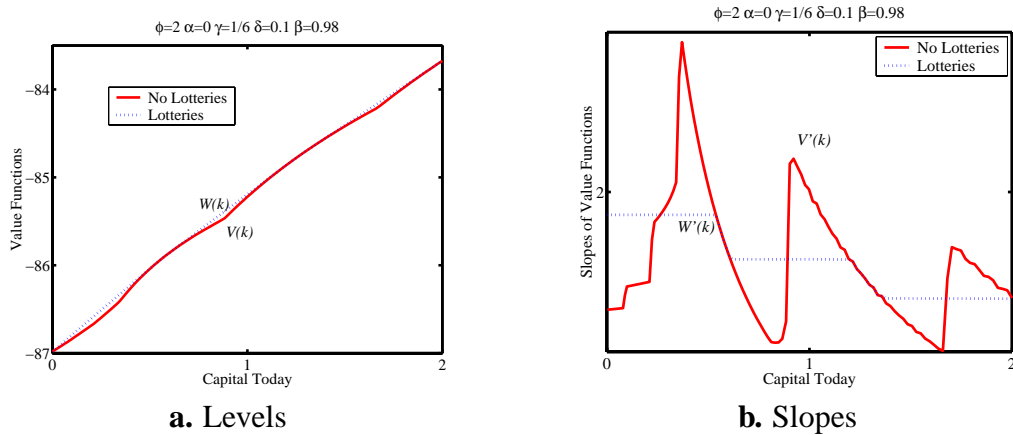 ϕ=2 α=0 γ=1/6 δ=0.1 β=0.98
−84
−85
−86
−87
Value Functions
No Lotteries
Lotteries
W(k)
V(k)
0
1
2
Capital Today
a. Levels
ϕ=2 α=0 γ=1/6 δ=0.1 β=0.98
2
Slopes of Value Functions
No Lotteries
Lotteries
V'(k)
W'(k)
0
1
2
Capital Today
b. Slopes